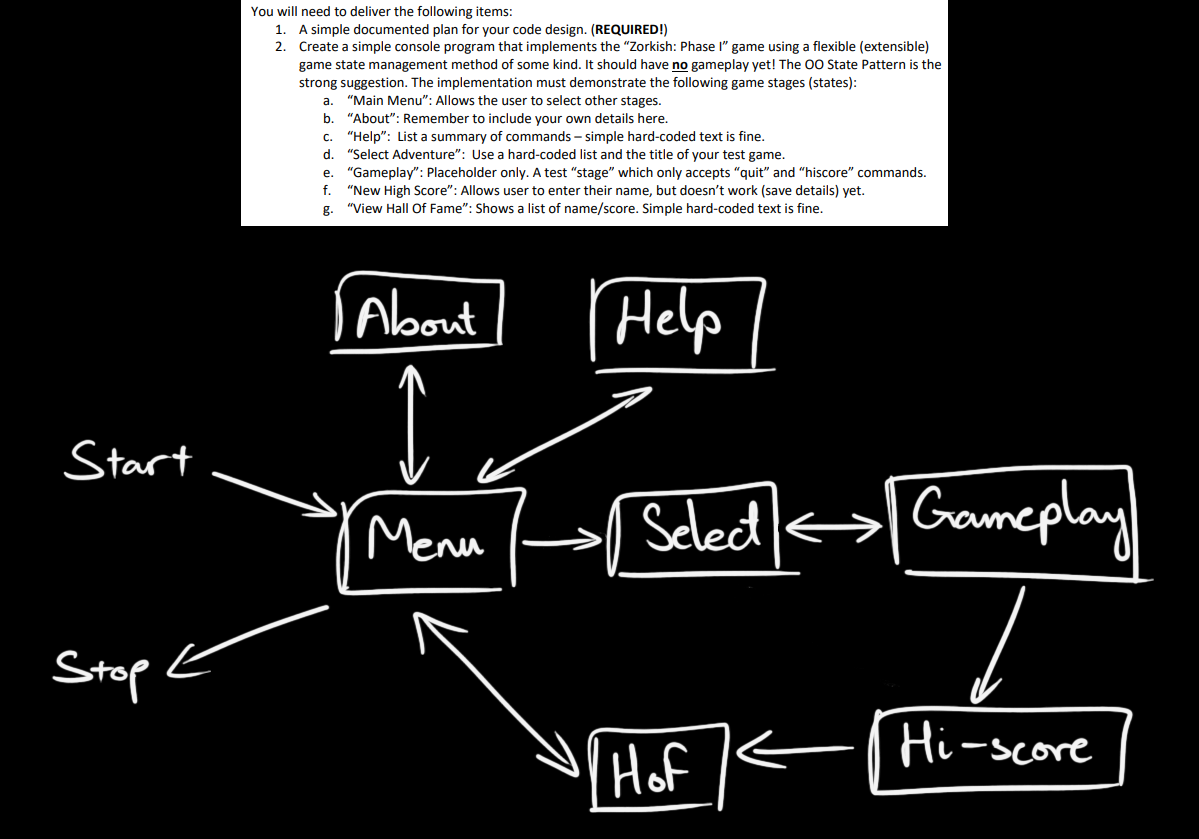 You will need to deliver the following items:
1. A simple documented plan for your code design. (REQUIRED!)
2. Create a simple console program that implements the “Zorkish: Phase I” game using a flexible (extensible)
game state management method of some kind. It should have no gameplay yet! The OO State Pattern is the
strong suggestion. The implementation must demonstrate the following game stages (states):
a. “Main Menu”: Allows the user to select other stages.
b. “About”: Remember to include your own details here.
c. “Help”: List a summary of commands – simple hard-coded text is fine.
d. “Select Adventure”: Use a hard-coded list and the title of your test game.
e. “Gameplay”: Placeholder only. A test “stage” which only accepts “quit” and “hiscore” commands.
f. “New High Score”: Allows user to enter their name, but doesn’t work (save details) yet.
g. “View Hall Of Fame”: Shows a list of name/score. Simple hard-coded text is fine.
About
Help
Start
Menu
Select
Gameplay
Stop
HoF
Hi-score